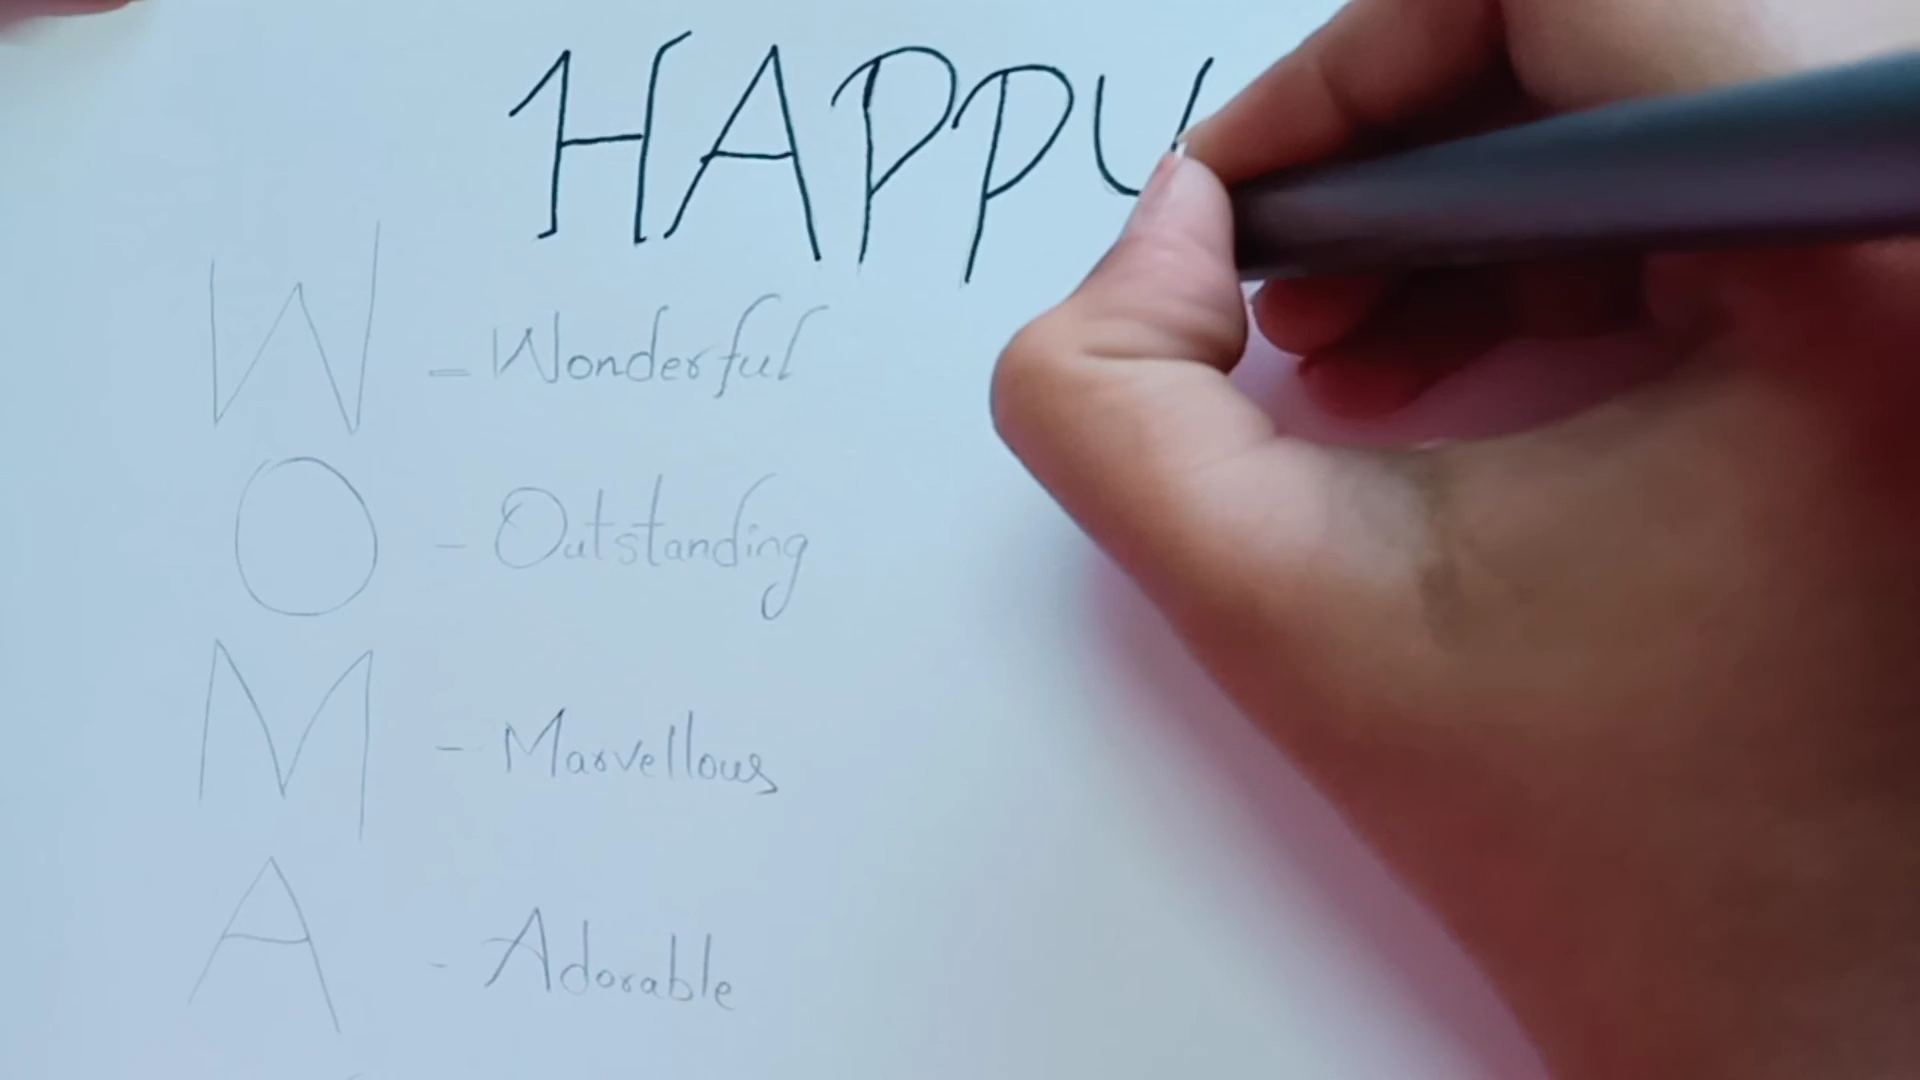 HAPPY
W - Wonderful
O - Outstanding
M - Marvellous
A - Adorable